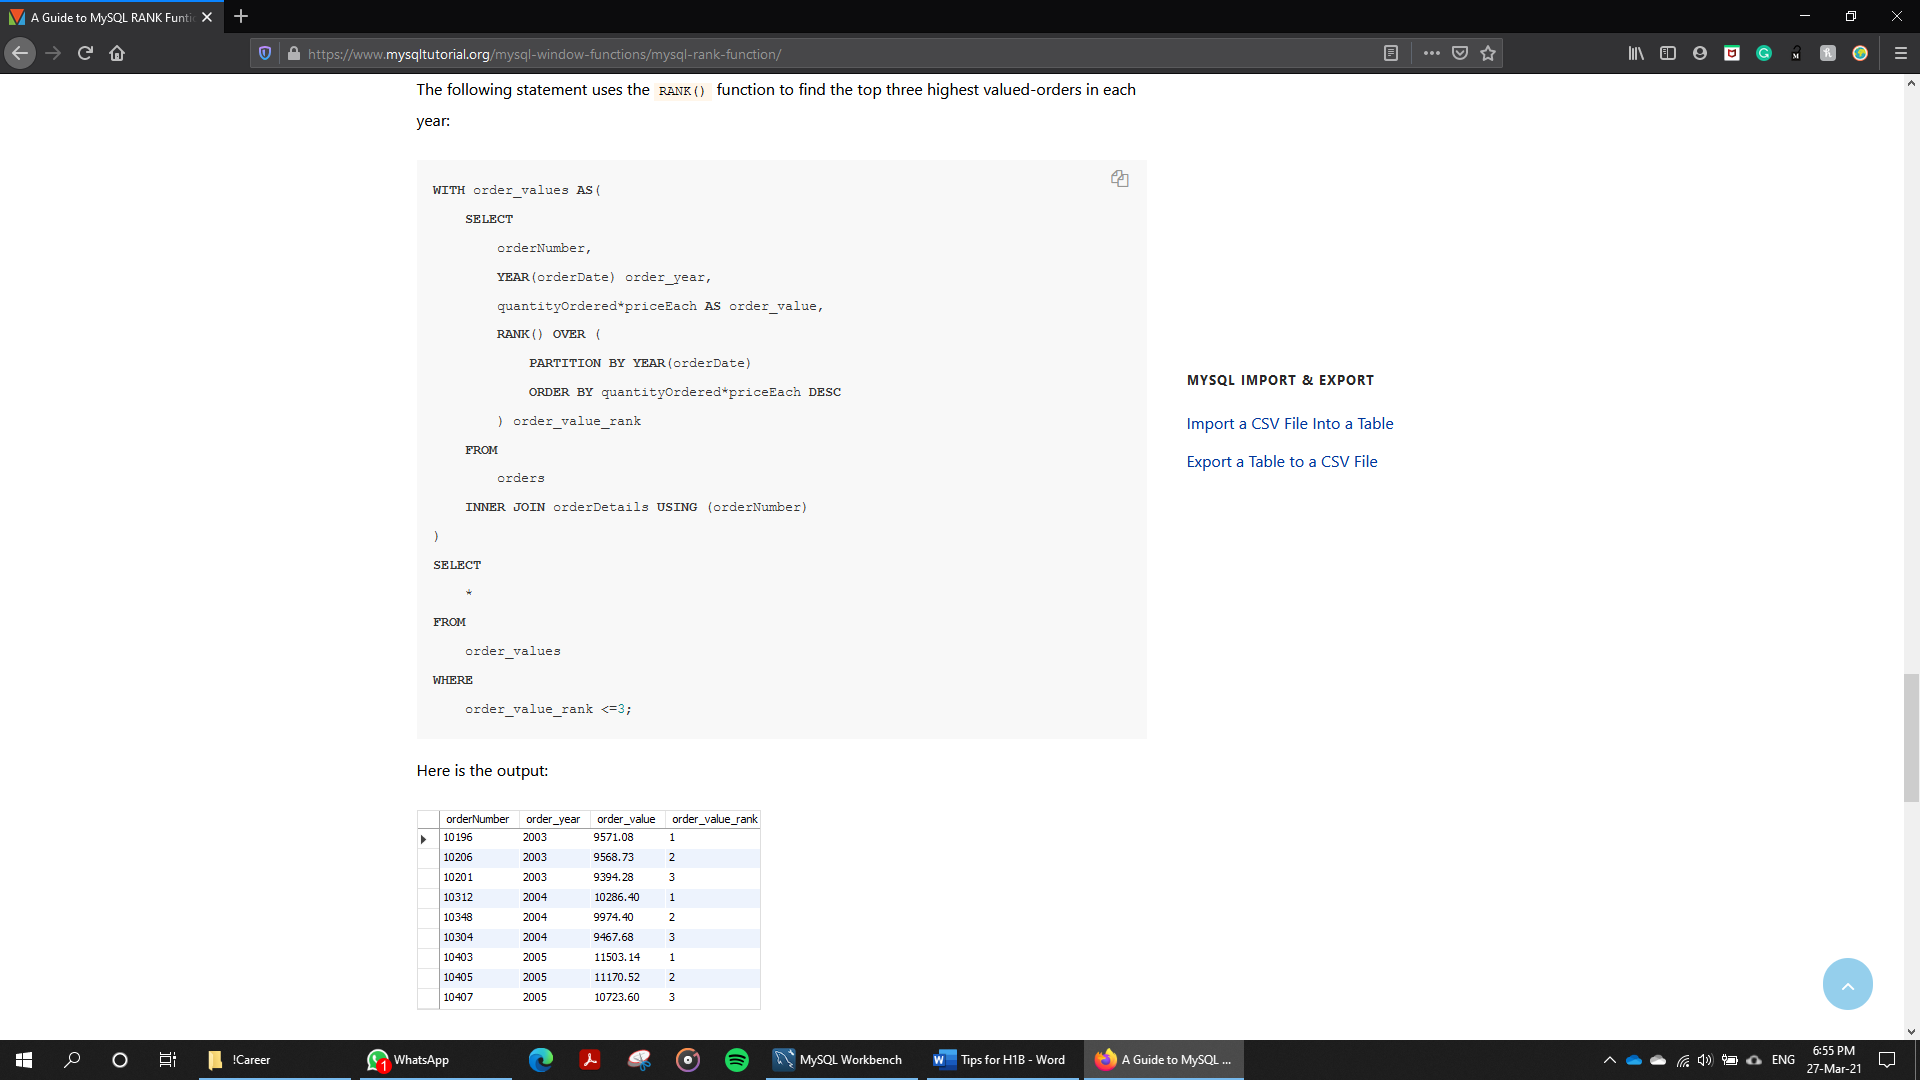 A Guide to MySQL RANK Funti
https://www.mysqltutorial.org/mysql-window-functions/mysql-rank-function/
The following statement uses the RANK() function to find the top three highest valued-orders in each
year:
WITH order_values AS(
SELECT
orderNumber,
YEAR(orderDate) order_year,
quantityOrdered*priceEach AS order_value,
RANK() OVER (
PARTITION BY YEAR(orderDate)
ORDER BY quantityOrdered*priceEach DESC
) order_value_rank
FROM
orders
INNER JOIN orderDetails USING (orderNumber)
)
SELECT
*
FROM
order_values
WHERE
order_value_rank <=3;
MYSQL IMPORT & EXPORT
Import a CSV File Into a Table
Export a Table to a CSV File
Here is the output:
orderNumber order_year order_value order_value_rank
10196 2003 9571.08 1
10206 2003 9568.73 2
10201 2003 9394.28 3
10312 2004 10286.40 1
10348 2004 9974.40 2
10304 2004 9467.68 3
10403 2005 11503.14 1
10405 2005 11170.52 2
10407 2005 10723.60 3
!Career
1
WhatsApp
MySQL Workbench
Tips for H1B - Word
A Guide to MySQL ...
ENG
6:55 PM
27-Mar-21